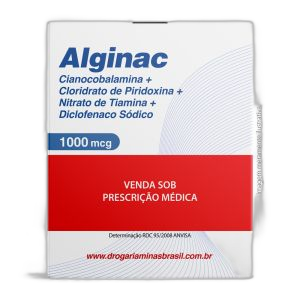 Alginac
Cianocobalamina +
Cloridrato de Piridoxina +
Nitrato de Tiamina +
Diclofenaco Sódico
1000 mcg
VENDA SOB
PRESCRIÇÃO MÉDICA
Determinação RDC 95/2008 ANVISA
www.drogariaminasbrasil.com.br